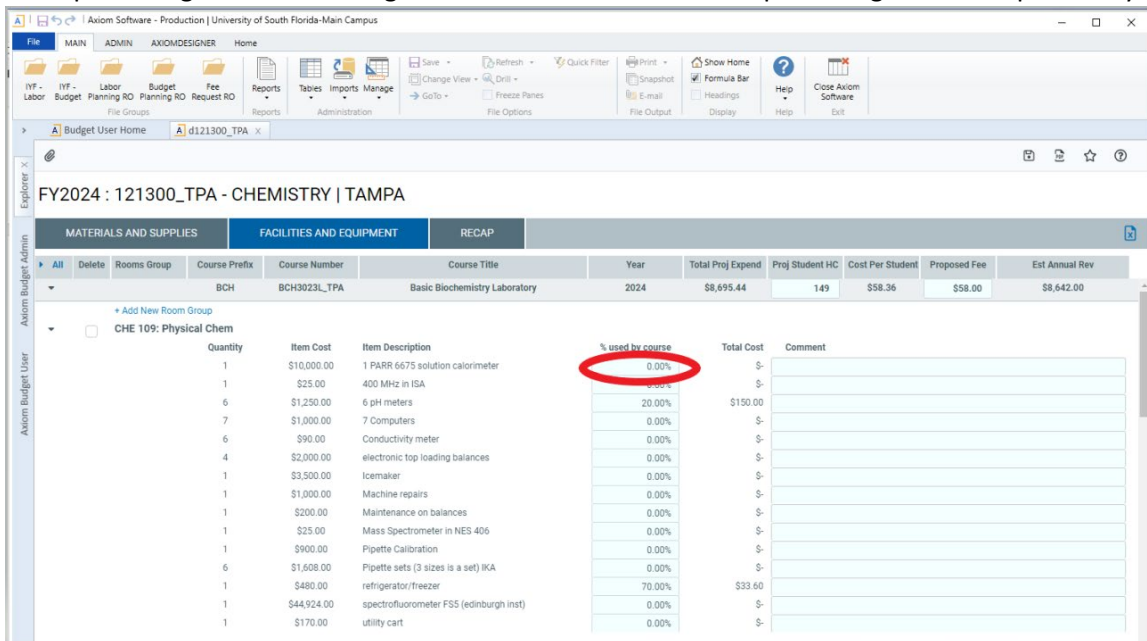 Axiom Software - Production | University of South Florida-Main Campus
File MAIN ADMIN AXIOMDESIGNER Home
IYF - Labor IYF - Budget Labor Planning RO Budget Planning RO Fee Request RO Reports Tables Imports Manage Save Refresh Quick Filter Print Show Home Help Close Axiom Software
Change View Drill Snapshot Formula Bar
GoTo Freeze Panes E-mail Headings
File Groups Reports Administration File Options File Output Display Help Exit
Budget User Home d121300_TPA
Explorer
Axiom Budget Admin
Axiom Budget User
FY2024 : 121300_TPA - CHEMISTRY | TAMPA
MATERIALS AND SUPPLIES FACILITIES AND EQUIPMENT RECAP
All Delete Rooms Group Course Prefix Course Number Course Title Year Total Proj Expend Proj Student HC Cost Per Student Proposed Fee Est Annual Rev
BCH BCH3023L_TPA Basic Biochemistry Laboratory 2024 $8,695.44 149 $58.36 $58.00 $8,642.00
+ Add New Room Group
CHE 109: Physical Chem
Quantity Item Cost Item Description % used by course Total Cost Comment
1 $10,000.00 1 PARR 6675 solution calorimeter 0.00% $-
1 $25.00 400 MHz in ISA 0.00% $-
6 $1,250.00 6 pH meters 20.00% $150.00
7 $1,000.00 7 Computers 0.00% $-
6 $90.00 Conductivity meter 0.00% $-
4 $2,000.00 electronic top loading balances 0.00% $-
1 $3,500.00 Icemaker 0.00% $-
1 $1,000.00 Machine repairs 0.00% $-
1 $200.00 Maintenance on balances 0.00% $-
1 $25.00 Mass Spectrometer in NES 406 0.00% $-
1 $900.00 Pipette Calibration 0.00% $-
6 $1,608.00 Pipette sets (3 sizes is a set) IKA 0.00% $-
1 $480.00 refrigerator/freezer 70.00% $33.60
1 $44,924.00 spectrofluorometer FS5 (edinburgh inst) 0.00% $-
1 $170.00 utility cart 0.00% $-